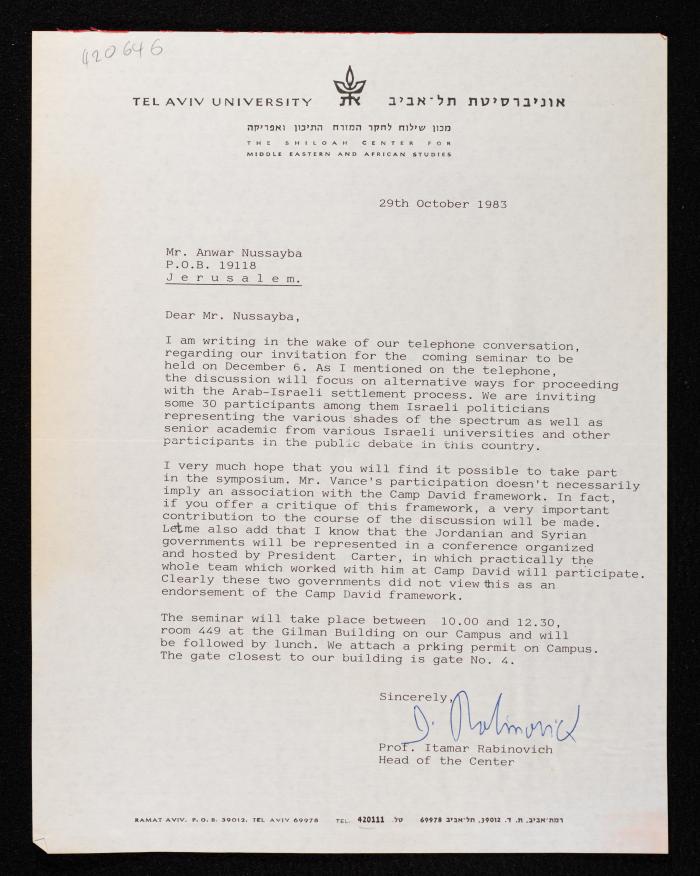 420646
TEL AVIV UNIVERSITY אוניברסיטת תל־אביב
מכון שילוח לחקר המזרח התיכון ואפריקה
THE SHILOAH CENTER FOR
MIDDLE EASTERN AND AFRICAN STUDIES
29th October 1983
Mr. Anwar Nussayba
P.O.B. 19118
J e r u s a l e m.
Dear Mr. Nussayba,
I am writing in the wake of our telephone conversation,
regarding our invitation for the coming seminar to be
held on December 6. As I mentioned on the telephone,
the discussion will focus on alternative ways for proceeding
with the Arab-Israeli settlement process. We are inviting
some 30 participants among them Israeli politicians
representing the various shades of the spectrum as well as
senior academic from various Israeli universities and other
participants in the public debate in this country.
I very much hope that you will find it possible to take part
in the symposium. Mr. Vance's participation doesn't necessarily
imply an association with the Camp David framework. In fact,
if you offer a critique of this framework, a very important
contribution to the course of the discussion will be made.
Let me also add that I know that the Jordanian and Syrian
governments will be represented in a conference organized
and hosted by President Carter, in which practically the
whole team which worked with him at Camp David will participate.
Clearly these two governments did not view this as an
endorsement of the Camp David framework.
The seminar will take place between 10.00 and 12.30,
room 449 at the Gilman Building on our Campus and will
be followed by lunch. We attach a prking permit on Campus.
The gate closest to our building is gate No. 4.
Sincerely,
I. Rabinovich
Prof. Itamar Rabinovich
Head of the Center
RAMAT AVIV. P. O. B. 39012. TEL AVIV 69978 TEL. 420111 טל. רמת־אביב, ת. ד. 39012, תל־אביב 69978